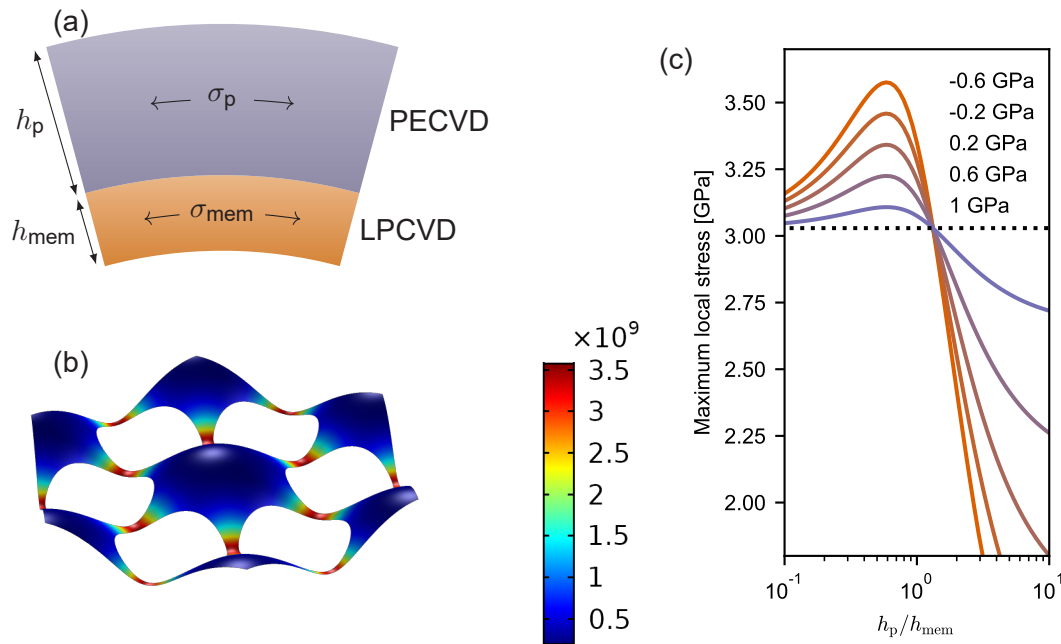 (a)
σp
hp
PECVD
σmem
hmem
LPCVD
(b)
×10⁹
3.5
3
2.5
2
1.5
1
0.5
(c)
-0.6 GPa
-0.2 GPa
0.2 GPa
0.6 GPa
1 GPa
Maximum local stress [GPa]
3.50
3.25
3.00
2.75
2.50
2.25
2.00
10⁻¹ 10⁰ 10¹
hp/hmem